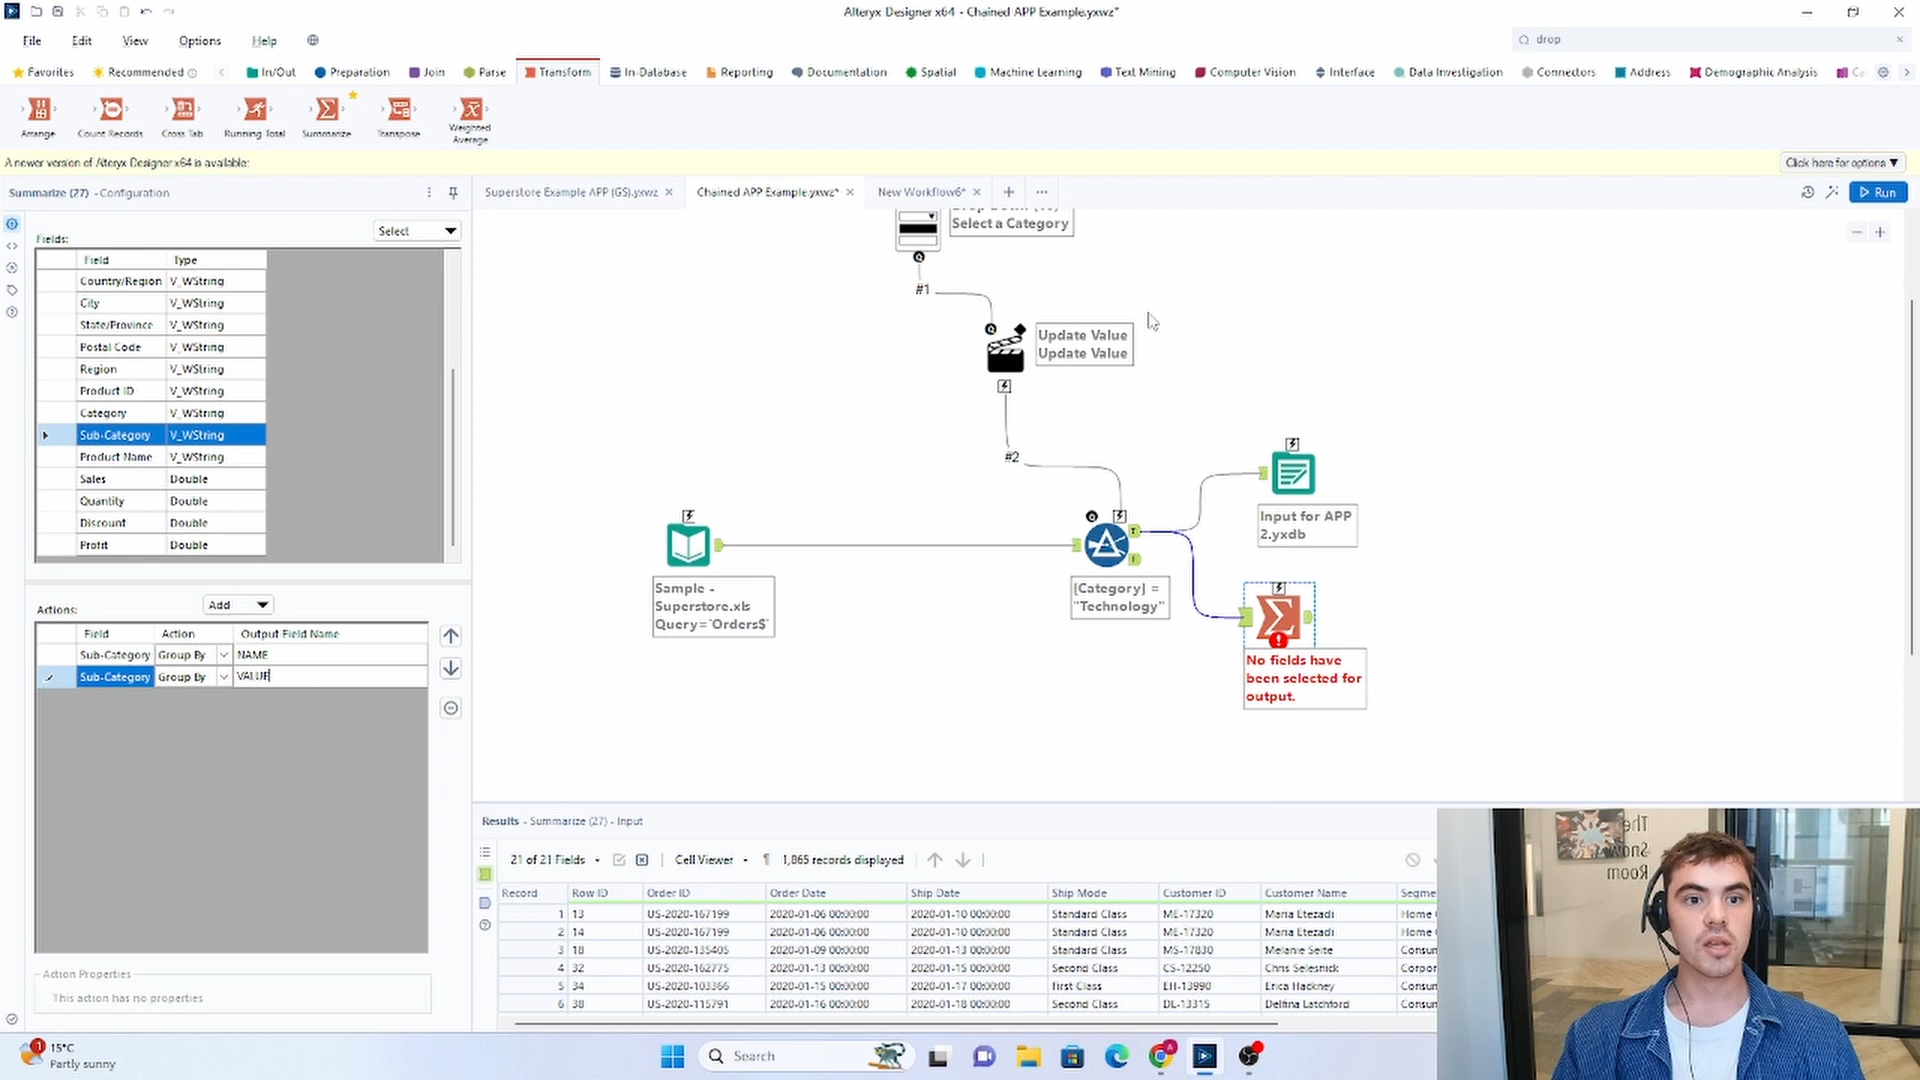 Alteryx Designer x64 - Chained APP Example.yxwz*
File Edit View Options Help
drop
Favorites Recommended In/Out Preparation Join Parse Transform In-Database Reporting Documentation Spatial Machine Learning Text Mining Computer Vision Interface Data Investigation Connectors Address Demographic Analysis
Arrange Count Records Cross Tab Running Total Summarize Transpose Weighted
Average
A newer version of Alteryx Designer x64 is available:
Click here for options ▼
Summarize (27) - Configuration
Superstore Example APP (GS).yxwz
Chained APP Example.yxwz*
New Workflow6*
Run
Fields:
Select
Field Type
Country/Region V_WString
City V_WString
State/Province V_WString
Postal Code V_WString
Region V_WString
Product ID V_WString
Category V_WString
Sub-Category V_WString
Product Name V_WString
Sales Double
Quantity Double
Discount Double
Profit Double
Actions:
Add
Field Action Output Field Name
Sub-Category Group By NAME
Sub-Category Group By VALUE
Action Properties
This action has no properties
Select a Category
#1
Update Value
Update Value
#2
Sample -
Superstore.xls
Query=`Orders$`
[Category] =
"Technology"
T
F
Input for APP
2.yxdb
No fields have
been selected for
output.
Results - Summarize (27) - Input
21 of 21 Fields Cell Viewer 1,865 records displayed
Record Row ID Order ID Order Date Ship Date Ship Mode Customer ID Customer Name Segme
1 13 US-2020-167199 2020-01-06 00:00:00 2020-01-10 00:00:00 Standard Class ME-17320 Maria Etezadi Home
2 14 US-2020-167199 2020-01-06 00:00:00 2020-01-10 00:00:00 Standard Class ME-17320 Maria Etezadi Home
3 18 US-2020-135405 2020-01-09 00:00:00 2020-01-13 00:00:00 Standard Class MS-17830 Melanie Seite Consun
4 32 US-2020-162775 2020-01-13 00:00:00 2020-01-15 00:00:00 Second Class CS-12250 Chris Selesnick Corpor
5 34 US-2020-103366 2020-01-15 00:00:00 2020-01-17 00:00:00 First Class EH-13990 Erica Hackney Consun
6 38 US-2020-115791 2020-01-16 00:00:00 2020-01-18 00:00:00 Second Class DL-13315 Delfina Latchford Consun
The
Snow
Room
1
15°C
Partly sunny
Search